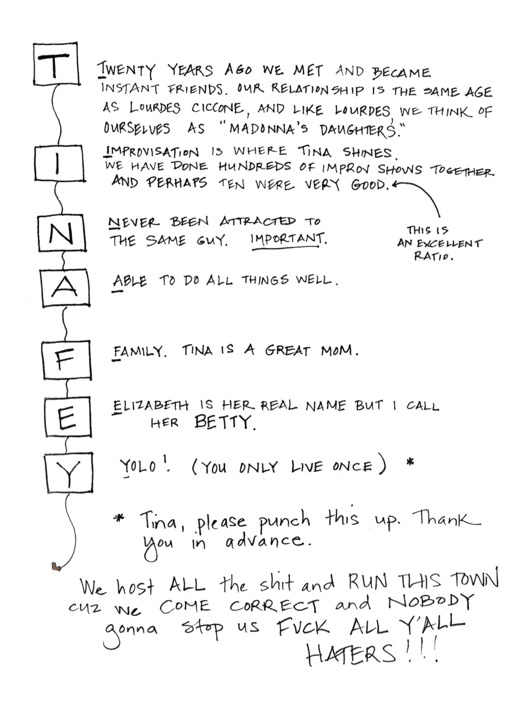 T
TWENTY YEARS AGO WE MET AND BECAME
INSTANT FRIENDS. OUR RELATIONSHIP IS THE SAME AGE
AS LOURDES CICCONE, AND LIKE LOURDES, WE THINK OF
OURSELVES AS "MADONNA'S DAUGHTERS."
I
IMPROVISATION IS WHERE TINA SHINES.
WE HAVE DONE HUNDREDS OF IMPROV SHOWS TOGETHER
AND PERHAPS TEN WERE VERY GOOD.
THIS IS
AN EXCELLENT
RATIO.
N
NEVER BEEN ATTRACTED TO
THE SAME GUY. IMPORTANT.
A
ABLE TO DO ALL THINGS WELL.
F
FAMILY. TINA IS A GREAT MOM.
E
ELIZABETH IS HER REAL NAME BUT I CALL
HER BETTY.
Y
YOLO! (YOU ONLY LIVE ONCE) *
* Tina, please punch this up. Thank
you in advance.
We host ALL the shit and RUN THIS TOWN
cuz we COME CORRECT and NOBODY
gonna stop us FUCK ALL Y'ALL
HATERS!!!